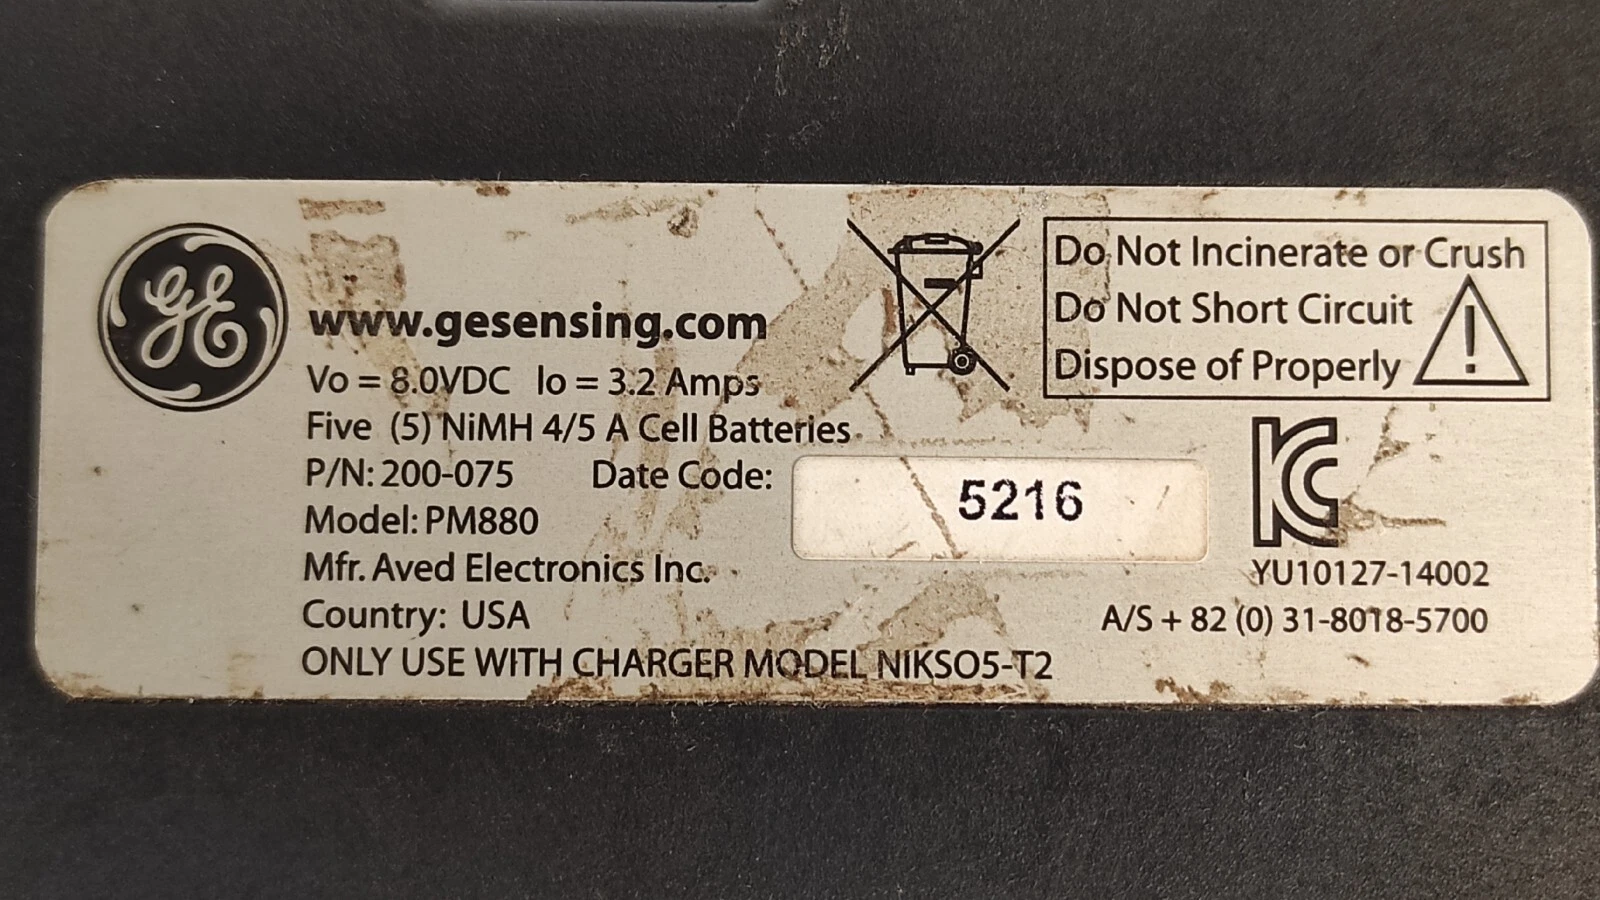 GE
www.gesensing.com
Vo = 8.0VDC Io = 3.2 Amps
Five (5) NiMH 4/5 A Cell Batteries
P/N: 200-075 Date Code: 5216
Model: PM880
Mfr. Aved Electronics Inc.
Country: USA
ONLY USE WITH CHARGER MODEL NIKSO5-T2
Do Not Incinerate or Crush
Do Not Short Circuit
Dispose of Properly
!
KC
YU10127-14002
A/S + 82 (0) 31-8018-5700